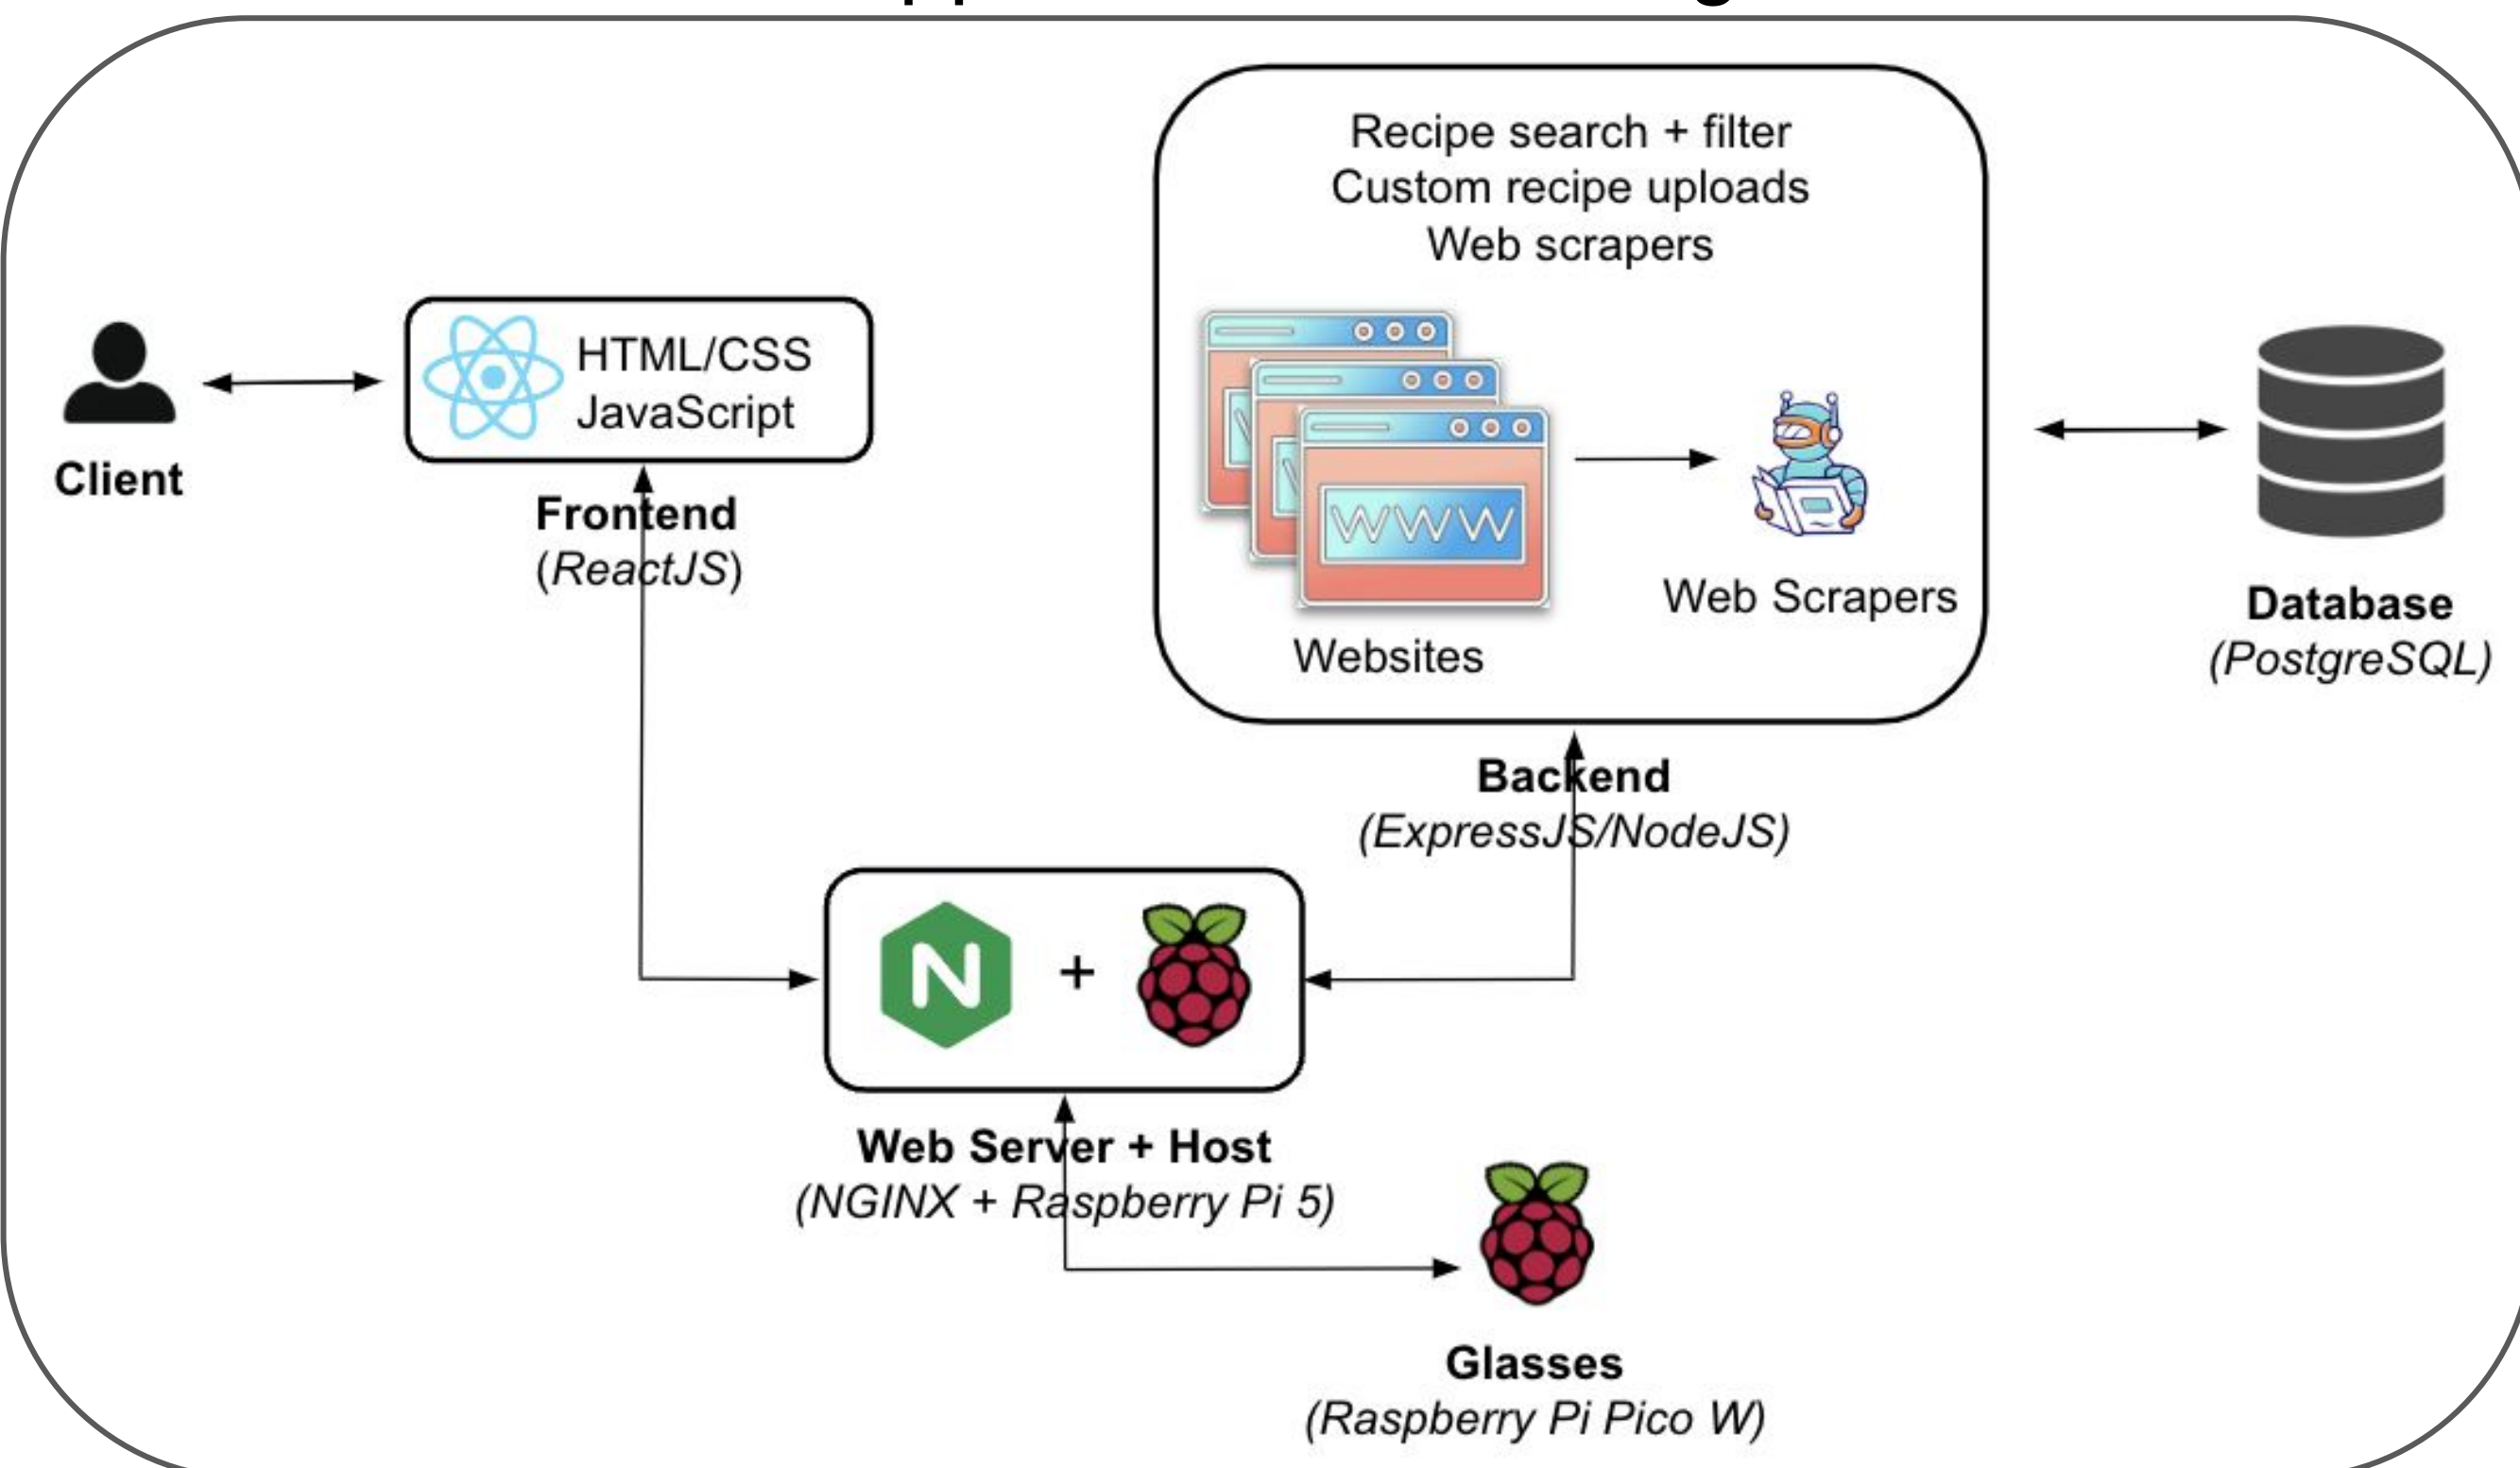 Recipe search + filter
Custom recipe uploads
Web scrapers
HTML/CSS
JavaScript
Client
Frontend
(ReactJS)
WWW
Websites
Web Scrapers
Database
(PostgreSQL)
Backend
(ExpressJS/NodeJS)
N
+
Web Server + Host
(NGINX + Raspberry Pi 5)
Glasses
(Raspberry Pi Pico W)